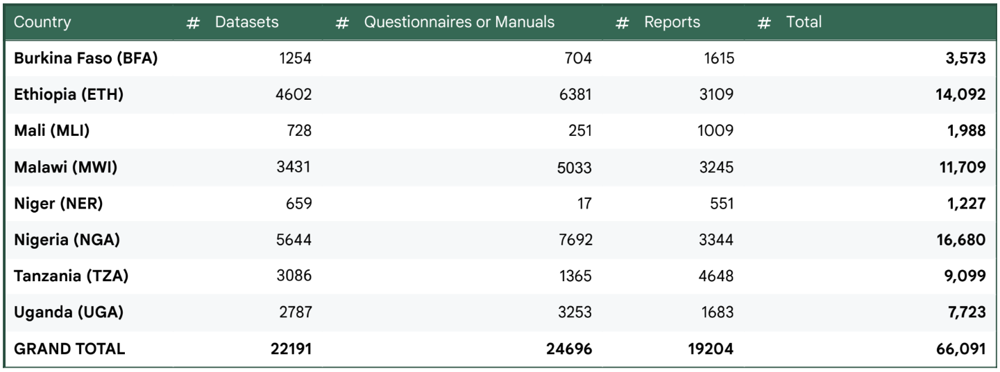 Country # Datasets # Questionnaires or Manuals # Reports # Total
Burkina Faso (BFA) 1254 704 1615 3,573
Ethiopia (ETH) 4602 6381 3109 14,092
Mali (MLI) 728 251 1009 1,988
Malawi (MWI) 3431 5033 3245 11,709
Niger (NER) 659 17 551 1,227
Nigeria (NGA) 5644 7692 3344 16,680
Tanzania (TZA) 3086 1365 4648 9,099
Uganda (UGA) 2787 3253 1683 7,723
GRAND TOTAL 22191 24696 19204 66,091